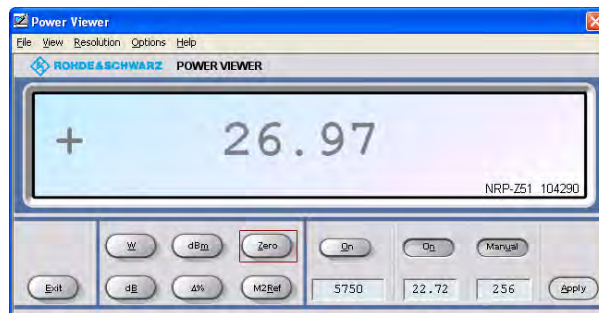 Power Viewer
File View Resolution Options Help
ROHDE&SCHWARZ POWER VIEWER
+ 26.97
NRP-Z51 104290
W dBm Zero On On Manual
Exit dB Δ% M2Ref 5750 22.72 256 Apply